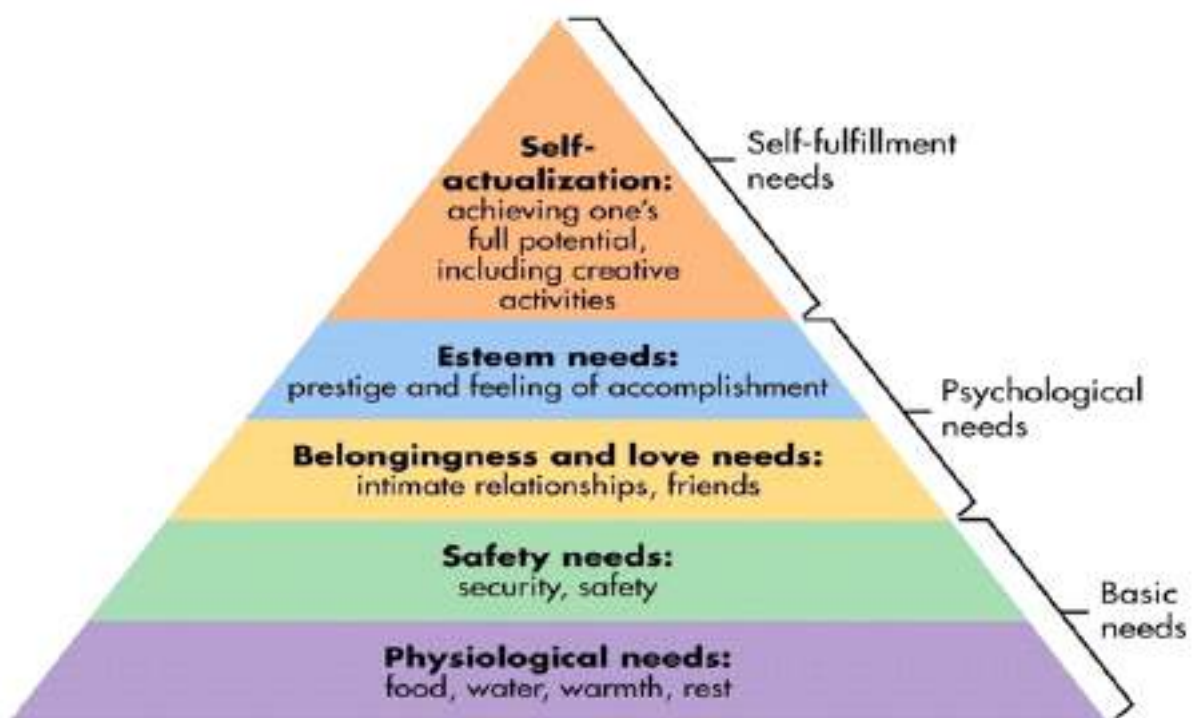 Self-
actualization:
achieving one's
full potential,
including creative
activities
Self-fulfillment
needs
Esteem needs:
prestige and feeling of accomplishment
Psychological
needs
Belongingness and love needs:
intimate relationships, friends
Safety needs:
security, safety
Basic
needs
Physiological needs:
food, water, warmth, rest